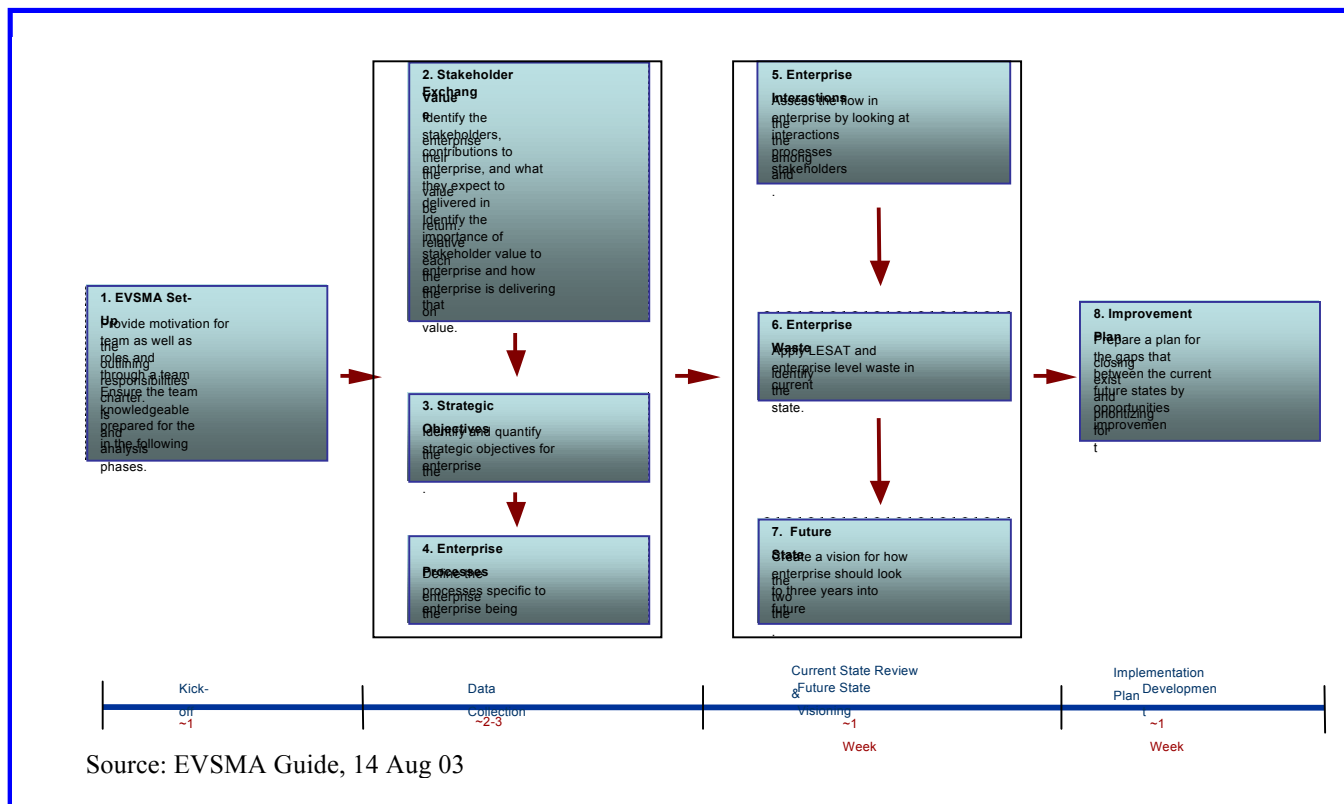 1. EVSMA Set-
Up
Provide motivation for
the
team as well as
outlining
roles and
responsibilities
through a team
charter.
Ensure the team
is
knowledgeable
and
prepared for the
analysis
in the following
phases.
2. Stakeholder
Value
Exchang
e
Identify the
enterprise
stakeholders,
their
contributions to
the
enterprise, and what
value
they expect to
be
delivered in
return.
Identify the
relative
importance of
each
stakeholder value to
the
enterprise and how
the
enterprise is delivering
on
that
value.
3. Strategic
Objectives
Identify and quantify
the
strategic objectives for
the
enterprise
.
4. Enterprise
Processes
Define the
enterprise
processes specific to
the
enterprise being
5. Enterprise
Interactions
Assess the flow in
the
enterprise by looking at
the
interactions
among
processes
and
stakeholders
.
6. Enterprise
Waste
Apply LESAT and
identify
enterprise level waste in
the
current
state.
7. Future
State
Create a vision for how
the
enterprise should look
two
to three years into
the
future
.
8. Improvement
Plan
Prepare a plan for
closing
the gaps that
exist
between the current
and
future states by
prioritizing
opportunities
for
improvemen
t
Kick-
off
~1
Data
Collection
~2-3
Current State Review
&
Future State
Visioning
~1
Week
Implementation
Plan
Developmen
t
~1
Week
Source: EVSMA Guide, 14 Aug 03